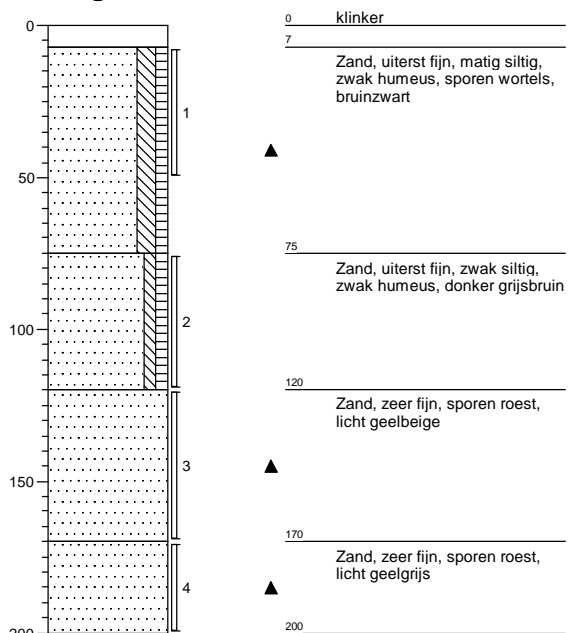 0
50
100
150
200
1
2
3
4
0
klinker
7
Zand, uiterst fijn, matig siltig,
zwak humeus, sporen wortels,
bruinzwart
75
Zand, uiterst fijn, zwak siltig,
zwak humeus, donker grijsbruin
120
Zand, zeer fijn, sporen roest,
licht geelbeige
170
Zand, zeer fijn, sporen roest,
licht geelgrijs
200